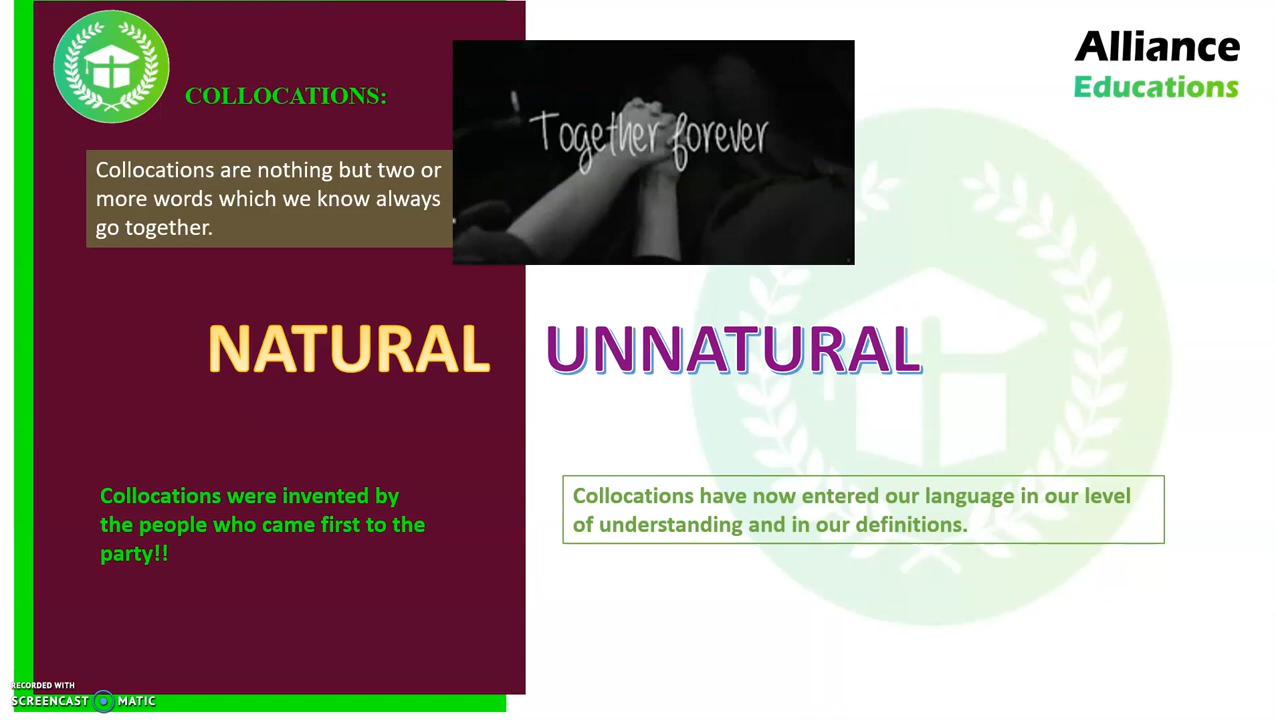 Alliance
Educations
COLLOCATIONS:
Together forever
Collocations are nothing but two or
more words which we know always
go together.
NATURAL
UNNATURAL
Collocations were invented by
the people who came first to the
party!!
Collocations have now entered our language in our level
of understanding and in our definitions.
RECORDED WITH
SCREENCAST MATIC